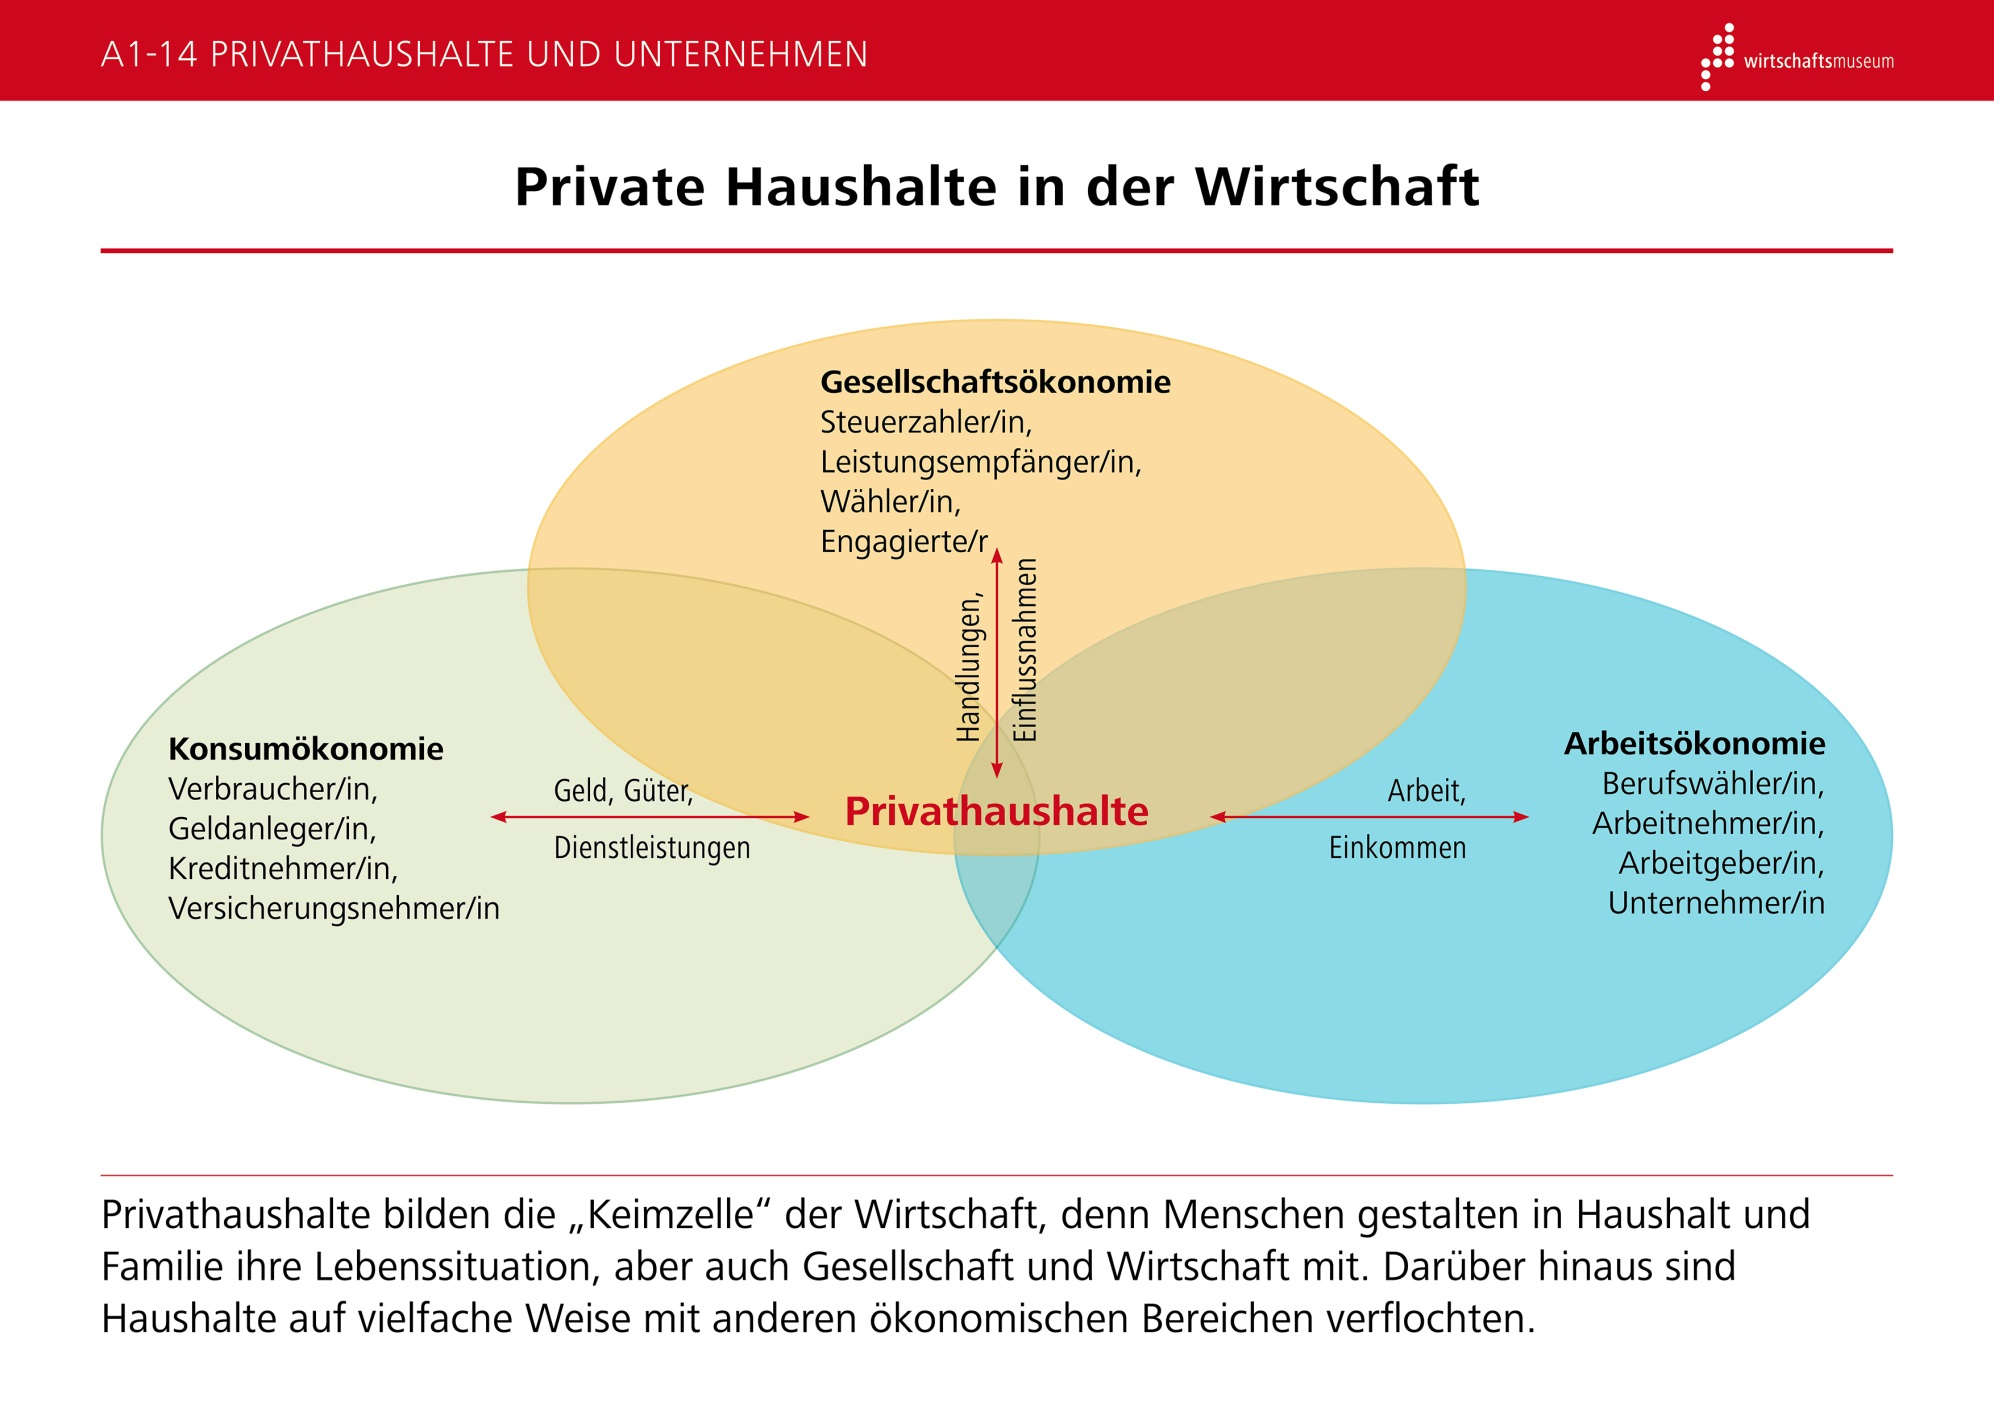 A1-14 PRIVATHAUSHALTE UND UNTERNEHMEN
wirtschaftsmuseum
Private Haushalte in der Wirtschaft
Gesellschaftsökonomie
Steuerzahler/in,
Leistungsempfänger/in,
Wähler/in,
Engagierte/r
Handlungen,
Einflussnahmen
Konsumökonomie
Verbraucher/in,
Geldanleger/in,
Kreditnehmer/in,
Versicherungsnehmer/in
Geld, Güter,
Dienstleistungen
Privathaushalte
Arbeit,
Einkommen
Arbeitsökonomie
Berufswähler/in,
Arbeitnehmer/in,
Arbeitgeber/in,
Unternehmer/in
Privathaushalte bilden die „Keimzelle“ der Wirtschaft, denn Menschen gestalten in Haushalt und
Familie ihre Lebenssituation, aber auch Gesellschaft und Wirtschaft mit. Darüber hinaus sind
Haushalte auf vielfache Weise mit anderen ökonomischen Bereichen verflochten.